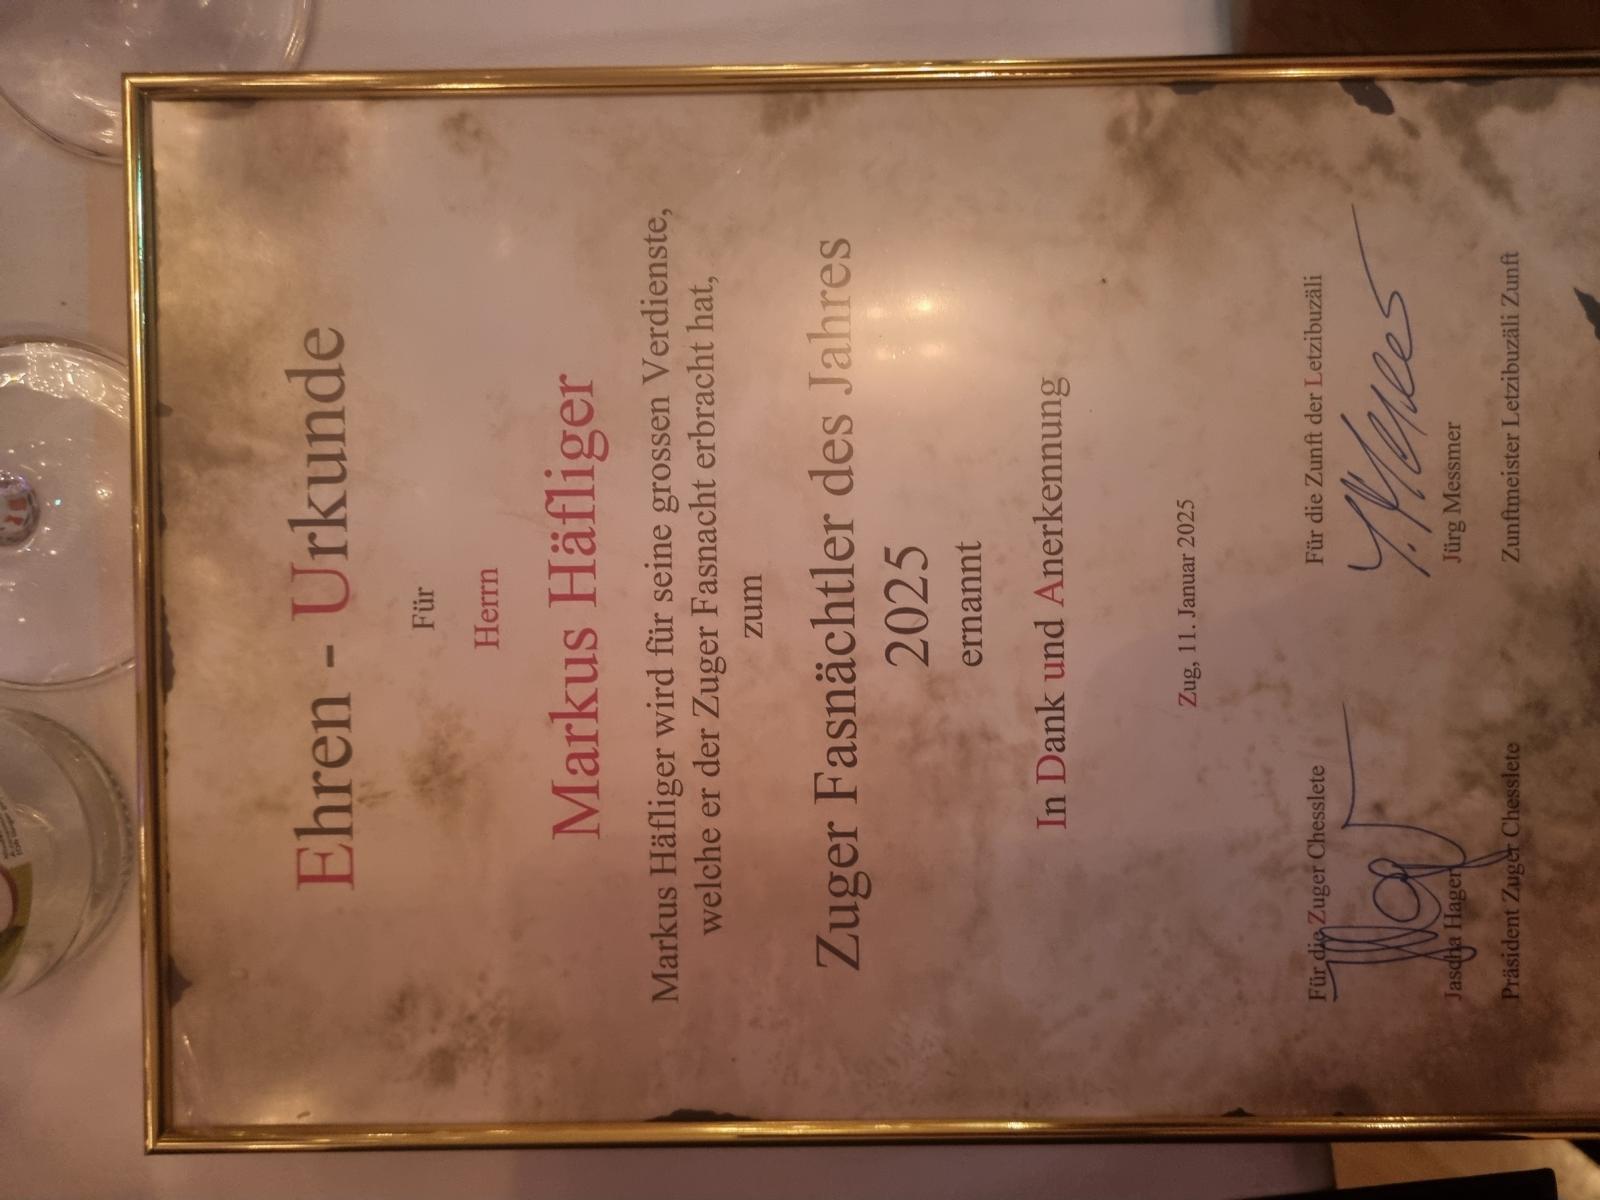 Ehren - Urkunde
Für
Herrn
Markus Häfliger
Markus Häfliger wird für seine grossen Verdienste,
welche er der Zuger Fasnacht erbracht hat,
zum
Zuger Fasnächtler des Jahres
2025
ernannt
In Dank und Anerkennung
Zug, 11. Januar 2025
Für die Zuger Chesslete
Jascha Hager
Präsident Zuger Chesslete
Für die Zunft der Letzibuzäli
J. Messmer
Jürg Messmer
Zunftmeister Letzibuzäli Zunft